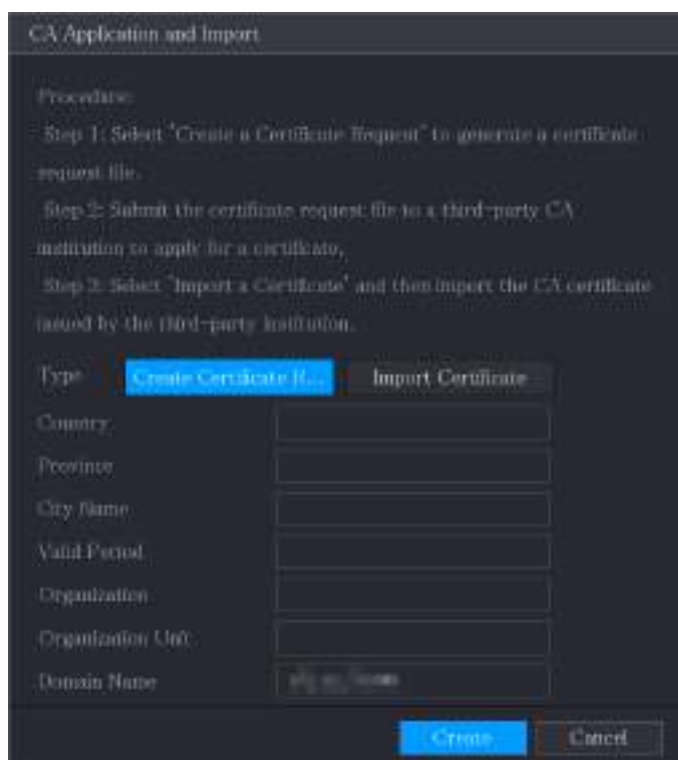 CA Application and Import
Procedure:
Step 1: Select "Create a Certificate Request" to generate a certificate
request file.
Step 2: Submit the certificate request file to a third-party CA
institution to apply for a certificate.
Step 3: Select "Import a Certificate" and then import the CA certificate
issued by the third-party institution.
Type Create Certificate R... Import Certificate
Country
Province
City Name
Valid Period
Organization
Organization Unit
Domain Name
Create Cancel